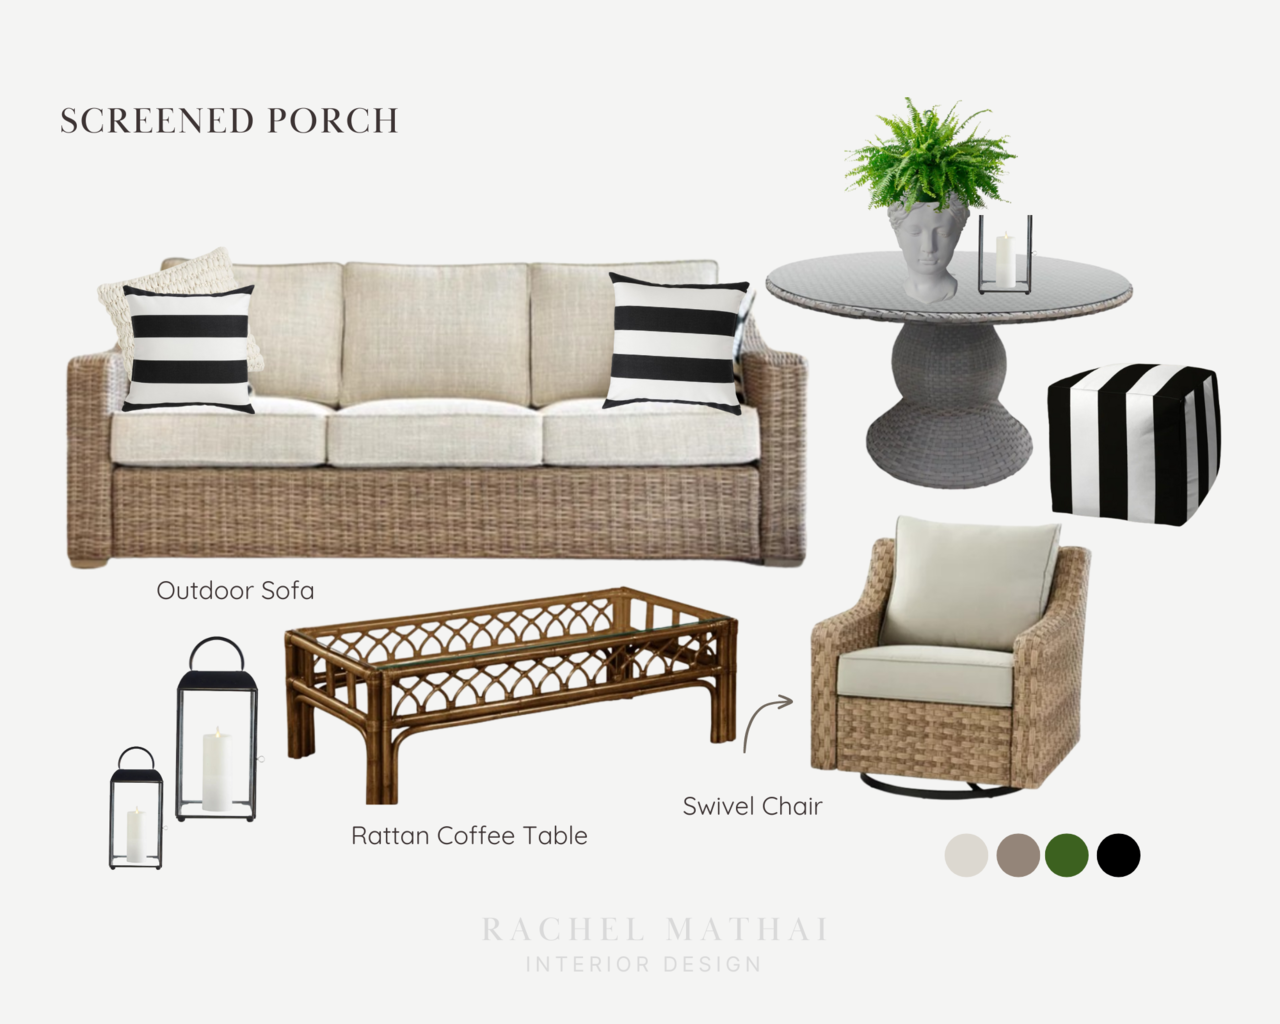 SCREENED PORCH
Outdoor Sofa
Swivel Chair
Rattan Coffee Table
RACHEL MATHAI
INTERIOR DESIGN